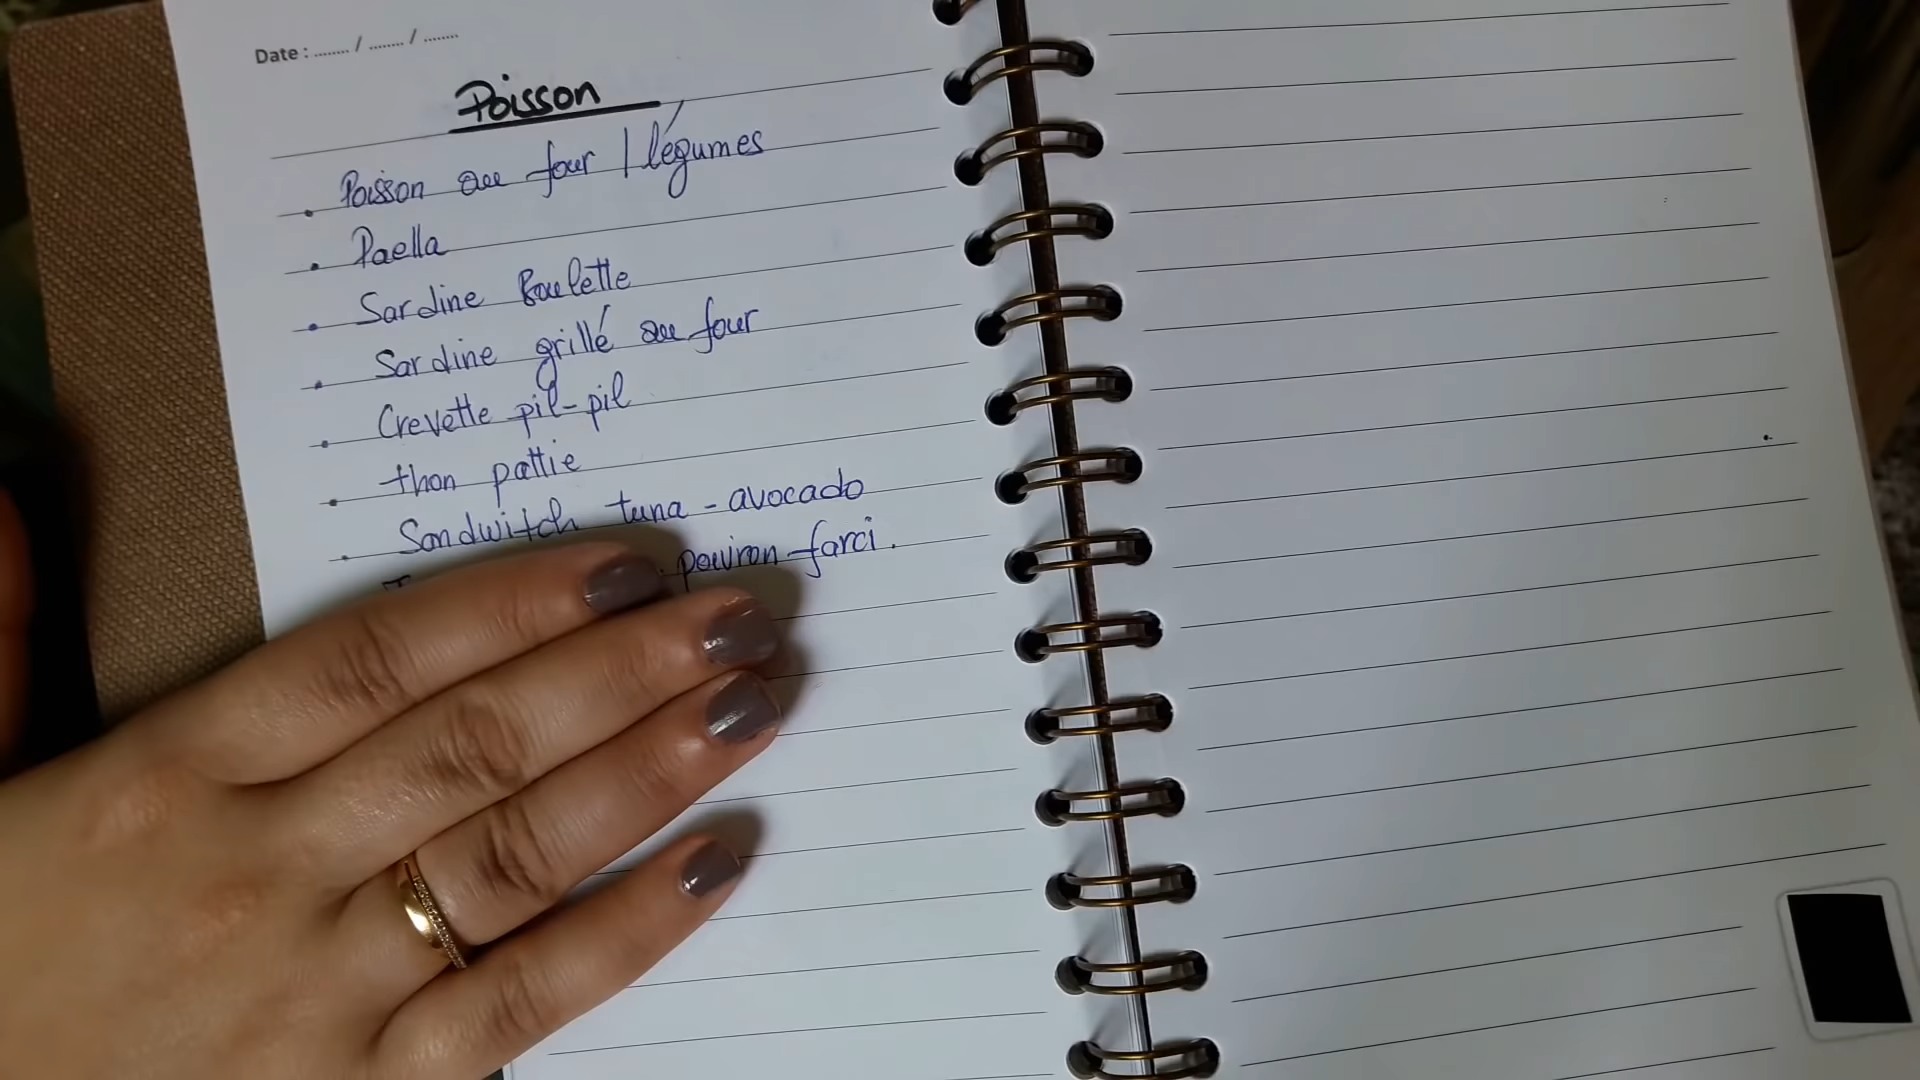 Date : ........ / ........ / ........
Poisson
• Poisson au four / légumes
• Paella
• Sardine Boulette
• Sardine grillé au four
• Crevette pil-pil
• thon pattie
• Sandwitch tuna - avocado
poivron farci.